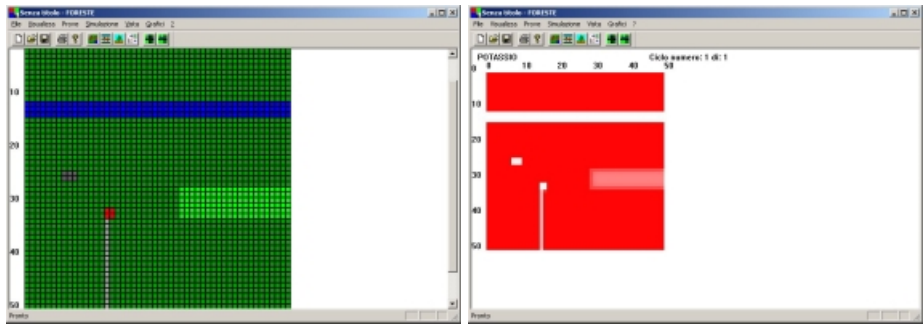 Senza titolo - FORESTE
File Visualizza Prove Simulazione Vista Grafici ?
10
20
30
40
50
Pronto
Senza titolo - FORESTE
File Visualizza Prove Simulazione Vista Grafici ?
POTASSIO Ciclo numero: 1 di: 1
0 0 10 20 30 40 50
10
20
30
40
50
Pronto